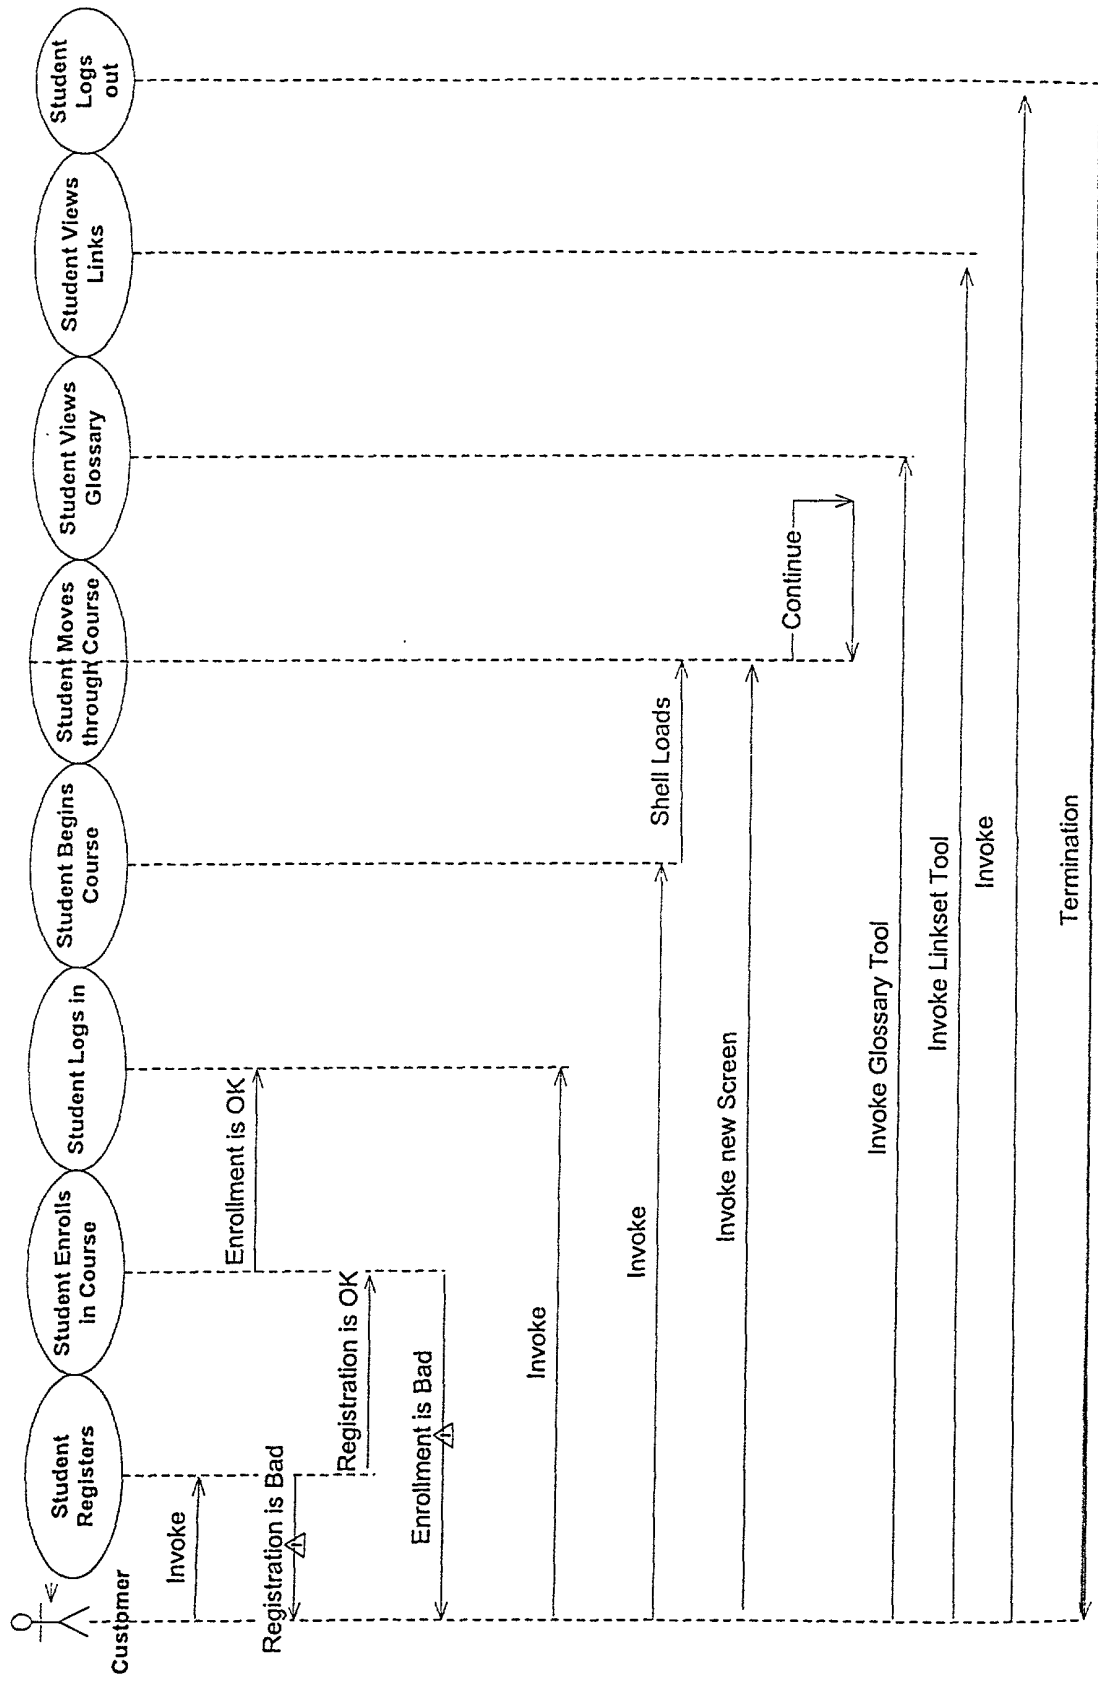 Customer
Student
Registers
Student Enrolls
in Course
Student Logs in
Student Begins
Course
Student Moves
through Course
Student Views
Glossary
Student Views
Links
Student
Logs
out
Invoke
Enrollment is OK
Registration is Bad
Registration is OK
Enrollment is Bad
Invoke
Invoke
Shell Loads
Invoke new Screen
Continue
Invoke Glossary Tool
Invoke Linkset Tool
Invoke
Termination